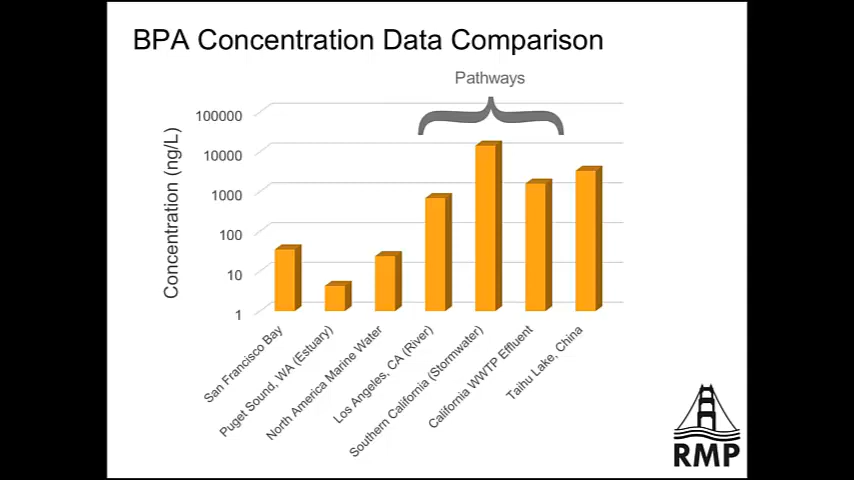 BPA Concentration Data Comparison
Pathways
Concentration (ng/L)
100000
10000
1000
100
10
1
San Francisco Bay
Puget Sound, WA (Estuary)
North America Marine Water
Los Angeles, CA (River)
Southern California (Stormwater)
California WWTP Effluent
Taihu Lake, China
RMP